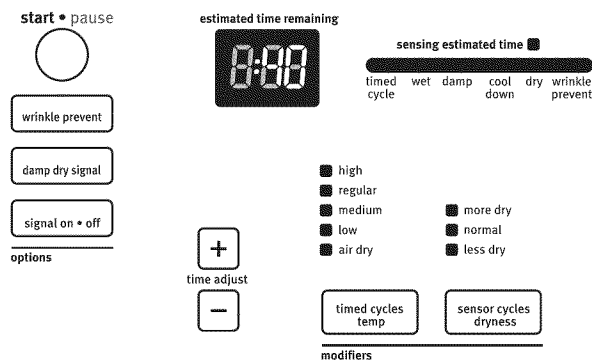 start • pause
estimated time remaining
:40
sensing estimated time
timed cycle
wet
damp
cool down
dry
wrinkle prevent
wrinkle prevent
damp dry signal
signal on • off
options
+
time adjust
−
high
regular
medium
low
air dry
more dry
normal
less dry
timed cycles
temp
sensor cycles
dryness
modifiers